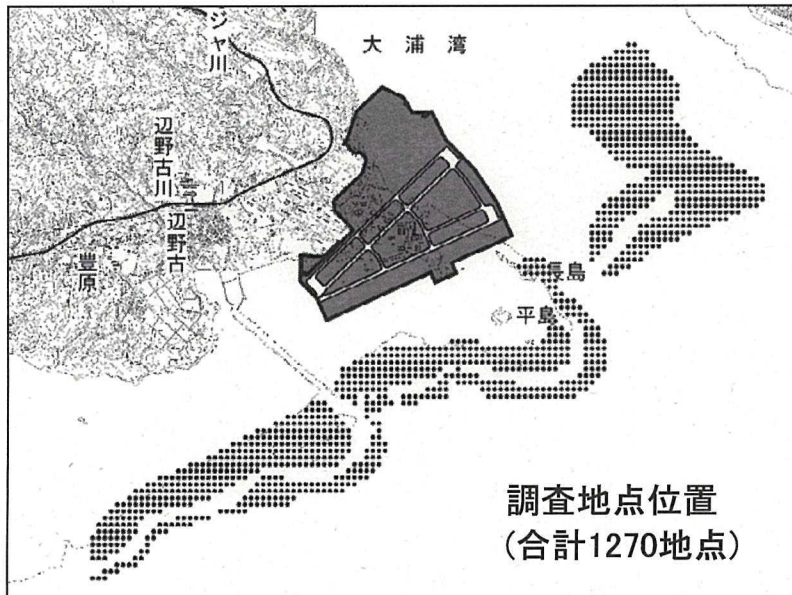 大浦湾
ジャ川
辺野古川
辺野古
豊原
長島
平島
調査地点位置
(合計1270地点)